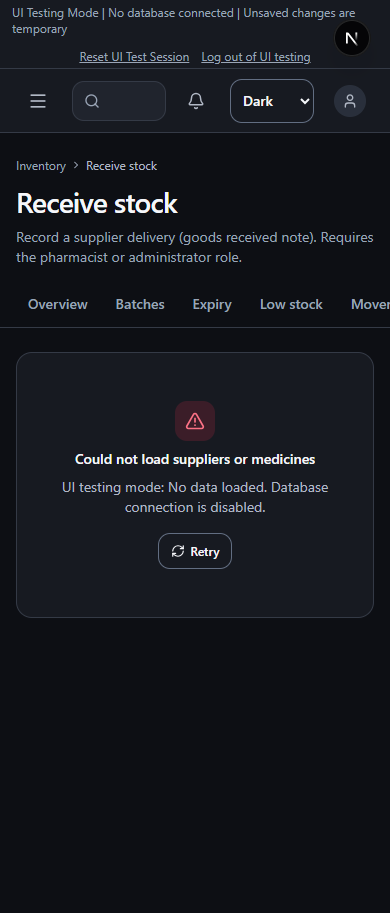 UI Testing Mode | No database connected | Unsaved changes are
temporary
N
Reset UI Test Session Log out of UI testing
Dark
Inventory > Receive stock
Receive stock
Record a supplier delivery (goods received note). Requires
the pharmacist or administrator role.
Overview Batches Expiry Low stock Mover
Could not load suppliers or medicines
UI testing mode: No data loaded. Database
connection is disabled.
Retry